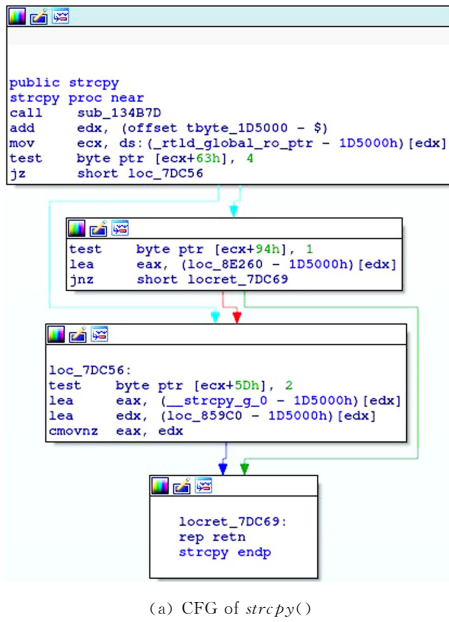 public strcpy
strcpy proc near
call sub_134B7D
add edx, (offset tbyte_1D5000 - $)
mov ecx, ds:(_rtld_global_ro_ptr - 1D5000h)[edx]
test byte ptr [ecx+63h], 4
jz short loc_7DC56
test byte ptr [ecx+94h], 1
lea eax, (loc_8E260 - 1D5000h)[edx]
jnz short locret_7DC69
loc_7DC56:
test byte ptr [ecx+5Dh], 2
lea eax, (__strcpy_g_0 - 1D5000h)[edx]
lea edx, (loc_859C0 - 1D5000h)[edx]
cmovnz eax, edx
locret_7DC69:
rep retn
strcpy endp
(a) CFG of strcpy()